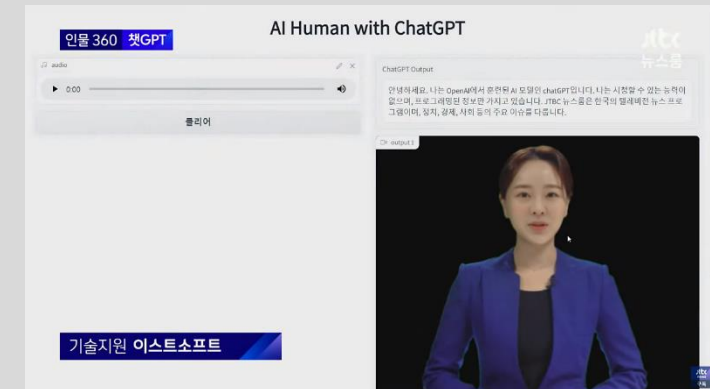 AI Human with ChatGPT
인물 360 챗GPT
jtbc
뉴스룸
audio
0:00
클리어
ChatGPT Output
안녕하세요. 나는 OpenAI에서 훈련된 AI 모델인 chatGPT입니다. 나는 시청할 수 있는 능력이
없으며, 프로그래밍된 정보만 가지고 있습니다. JTBC 뉴스룸은 한국의 텔레비전 뉴스 프로
그램이며, 정치, 경제, 사회 등의 주요 이슈를 다룹니다.
output 1
기술지원 이스트소프트
jtbc
구독